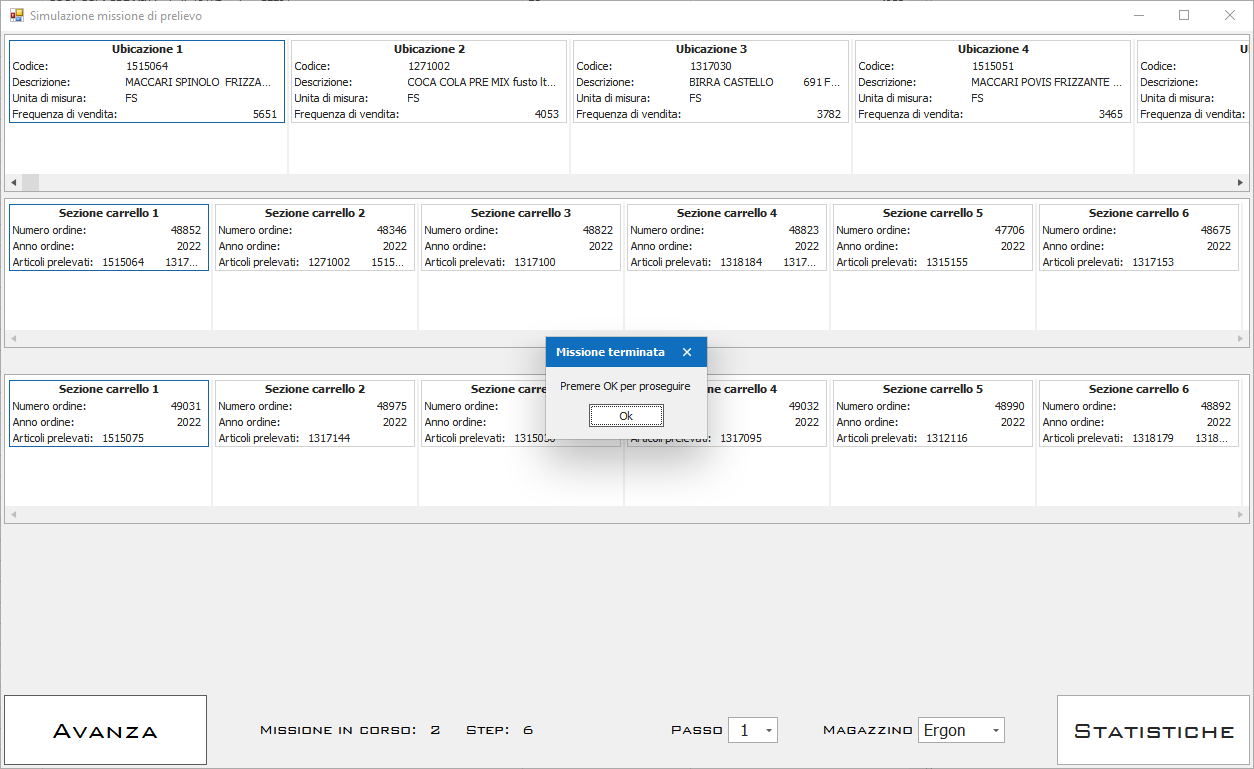 Simulazione missione di prelievo
Ubicazione 1
Codice: 1515064
Descrizione: MACCARI SPINOLO FRIZZA...
Unita di misura: FS
Frequenza di vendita: 5651
Ubicazione 2
Codice: 1271002
Descrizione: COCA COLA PRE MIX fusto lt...
Unita di misura: FS
Frequenza di vendita: 4053
Ubicazione 3
Codice: 1317030
Descrizione: BIRRA CASTELLO 691 F...
Unita di misura: FS
Frequenza di vendita: 3782
Ubicazione 4
Codice: 1515051
Descrizione: MACCARI POVIS FRIZZANTE ...
Unita di misura: FS
Frequenza di vendita: 3465
U
Codice:
Descrizione:
Unita di misura:
Frequenza di vendita:
Sezione carrello 1
Numero ordine: 48852
Anno ordine: 2022
Articoli prelevati: 1515064 1317...
Sezione carrello 2
Numero ordine: 48346
Anno ordine: 2022
Articoli prelevati: 1271002 1515...
Sezione carrello 3
Numero ordine: 48822
Anno ordine: 2022
Articoli prelevati: 1317100
Sezione carrello 4
Numero ordine: 48823
Anno ordine: 2022
Articoli prelevati: 1318184 1317...
Sezione carrello 5
Numero ordine: 47706
Anno ordine: 2022
Articoli prelevati: 1315155
Sezione carrello 6
Numero ordine: 48675
Anno ordine: 2022
Articoli prelevati: 1317153
Sezione carrello 1
Numero ordine: 49031
Anno ordine: 2022
Articoli prelevati: 1515075
Sezione carrello 2
Numero ordine: 48975
Anno ordine: 2022
Articoli prelevati: 1317144
Sezione carre
Numero ordine:
Anno ordine:
Articoli prelevati:
ne carrello 4
49032
2022
Articoli prelevati: 1317095
Sezione carrello 5
Numero ordine: 48990
Anno ordine: 2022
Articoli prelevati: 1312116
Sezione carrello 6
Numero ordine: 48892
Anno ordine: 2022
Articoli prelevati: 1318179 1318...
Missione terminata
Premere OK per proseguire
Ok
AVANZA
MISSIONE IN CORSO: 2 STEP: 6
PASSO 1
MAGAZZINO Ergon
STATISTICHE